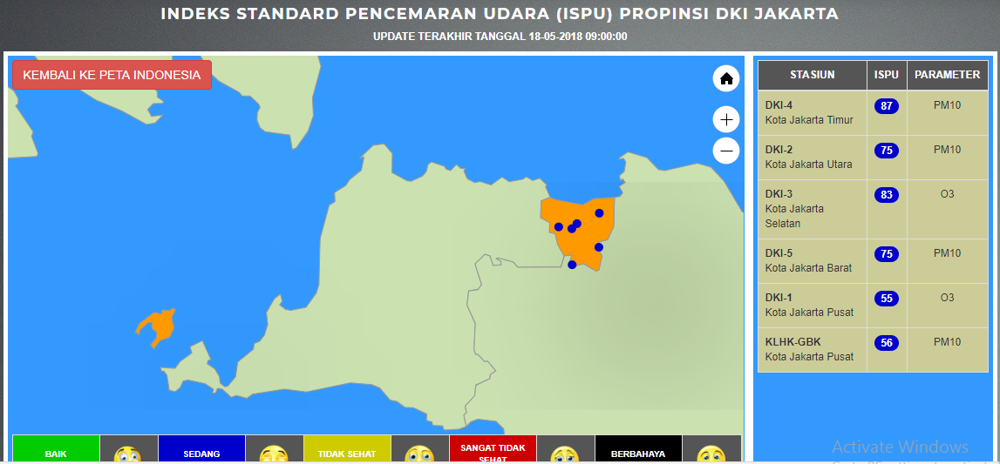 INDEKS STANDARD PENCEMARAN UDARA (ISPU) PROPINSI DKI JAKARTA
UPDATE TERAKHIR TANGGAL 18-05-2018 09:00:00
KEMBALI KE PETA INDONESIA
STASIUN ISPU PARAMETER
DKI-4 87 PM10
Kota Jakarta Timur
DKI-2 75 PM10
Kota Jakarta Utara
DKI-3 83 O3
Kota Jakarta
Selatan
DKI-5 75 PM10
Kota Jakarta Barat
DKI-1 55 O3
Kota Jakarta Pusat
KLHK-GBK 56 PM10
Kota Jakarta Pusat
BAIK
SEDANG
TIDAK SEHAT
SANGAT TIDAK
SEHAT
BERBAHAYA
Activate Windows